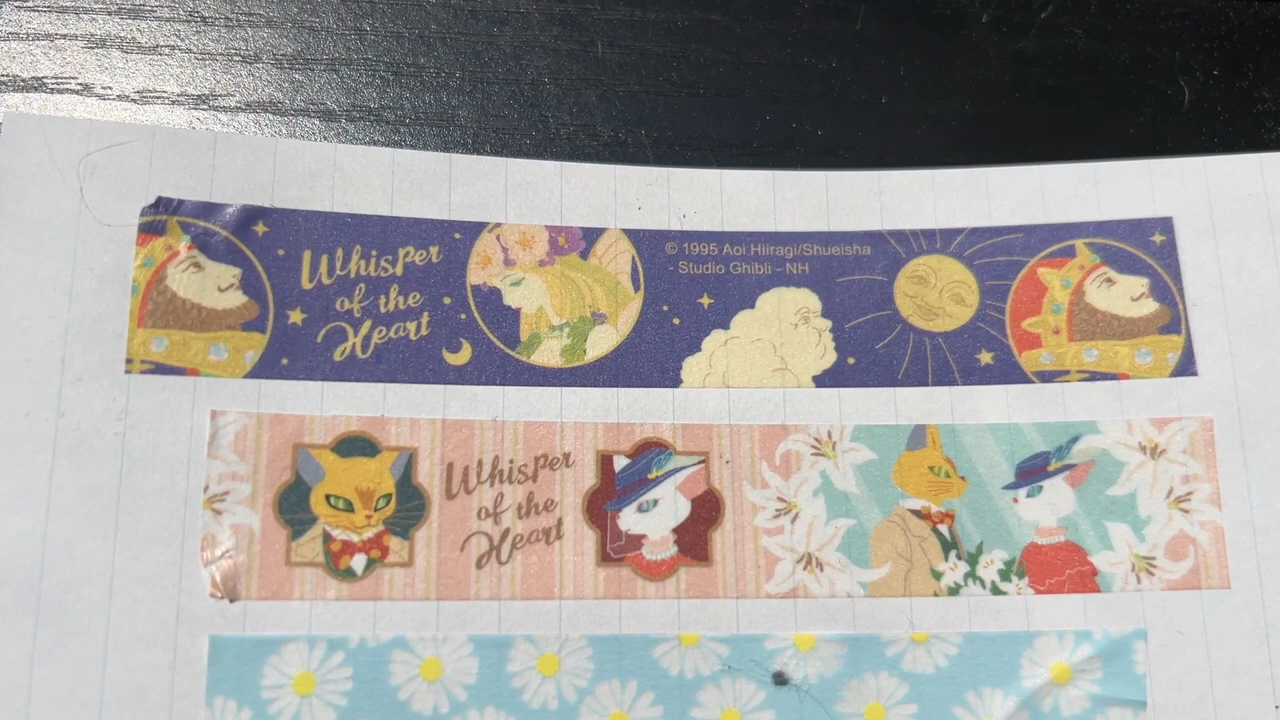 Whisper
of the
Heart
© 1995 Aoi Hiiragi/Shueisha
- Studio Ghibli - NH
Whisper
of the
Heart